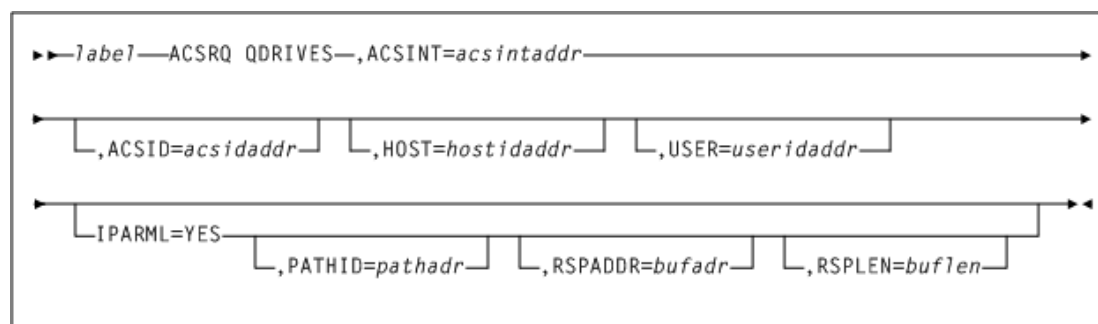 label ACSRQ QDRIVES ,ACSINT=acsintaddr
,ACSID=acsidaddr ,HOST=hostidaddr ,USER=useridaddr
IPARML=YES
,PATHID=pathadr ,RSPADDR=bufadr ,RSPLEN=buflen